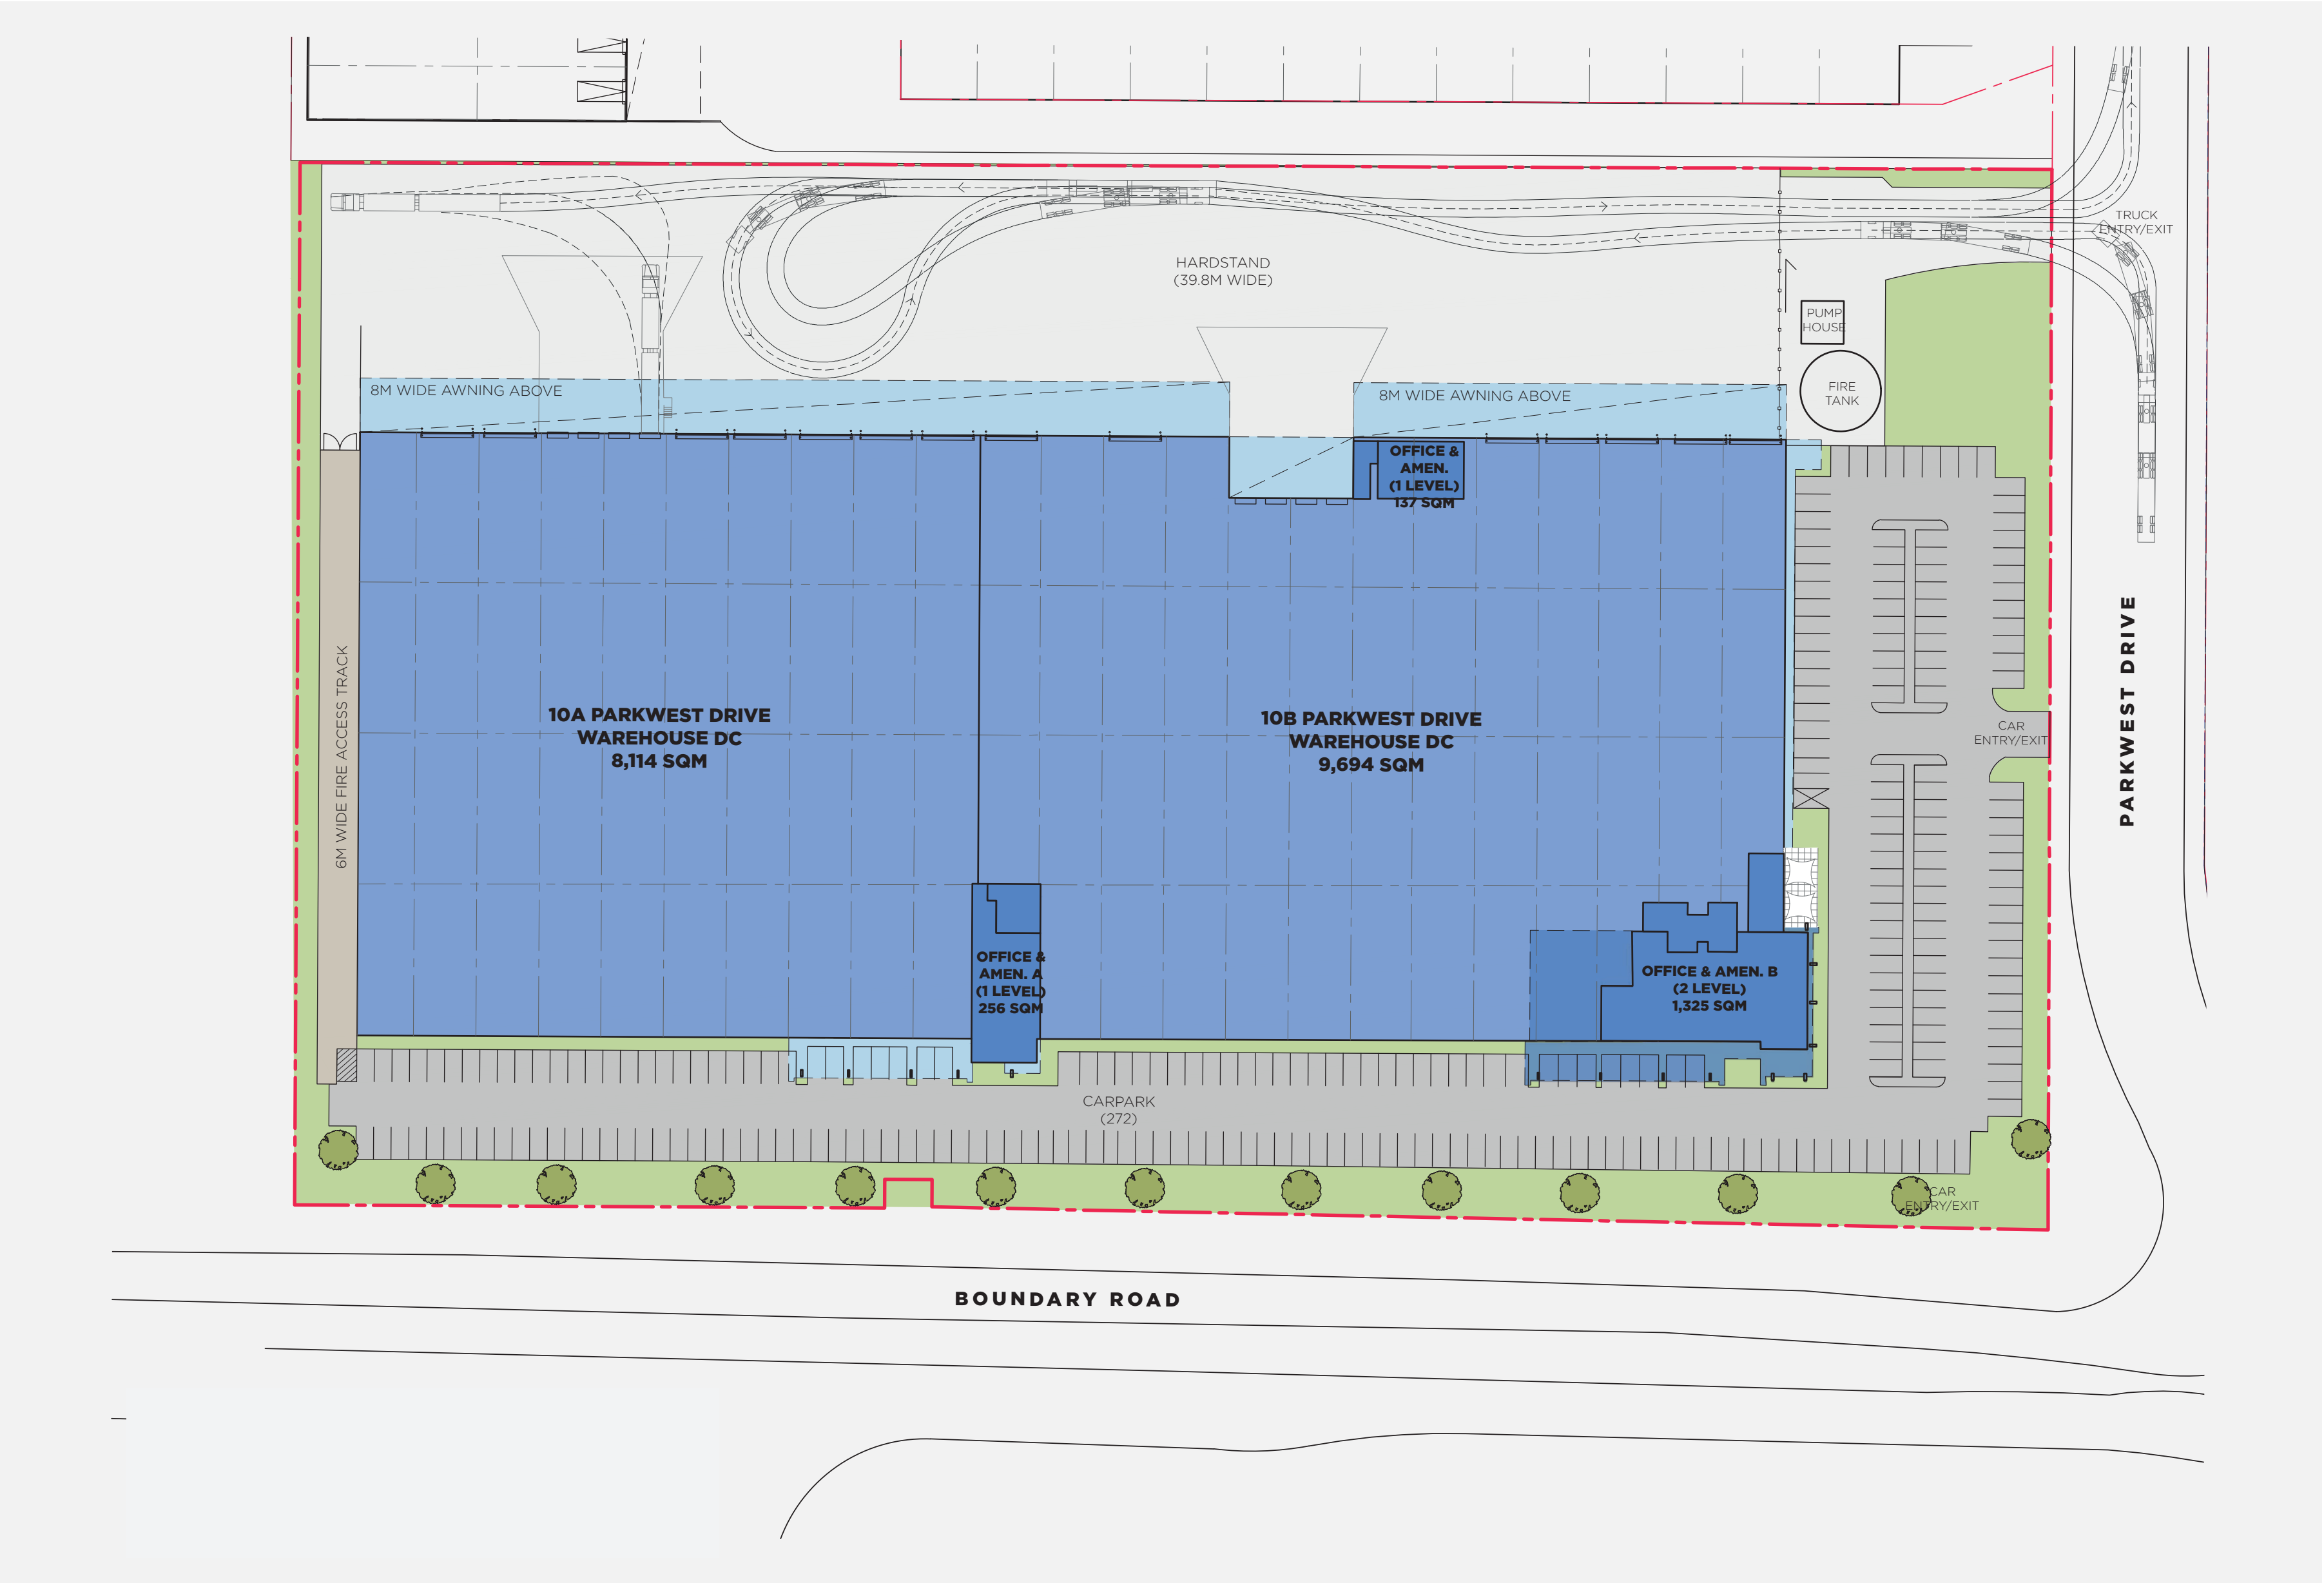 TRUCK
ENTRY/EXIT
HARDSTAND
(39.8M WIDE)
PUMP
HOUSE
FIRE
TANK
8M WIDE AWNING ABOVE
8M WIDE AWNING ABOVE
OFFICE &
AMEN.
(1 LEVEL)
137 SQM
6M WIDE FIRE ACCESS TRACK
10A PARKWEST DRIVE
WAREHOUSE DC
8,114 SQM
10B PARKWEST DRIVE
WAREHOUSE DC
9,694 SQM
CAR
ENTRY/EXIT
PARKWEST DRIVE
OFFICE &
AMEN. A
(1 LEVEL)
256 SQM
OFFICE & AMEN. B
(2 LEVEL)
1,325 SQM
CARPARK
(272)
CAR
ENTRY/EXIT
BOUNDARY ROAD